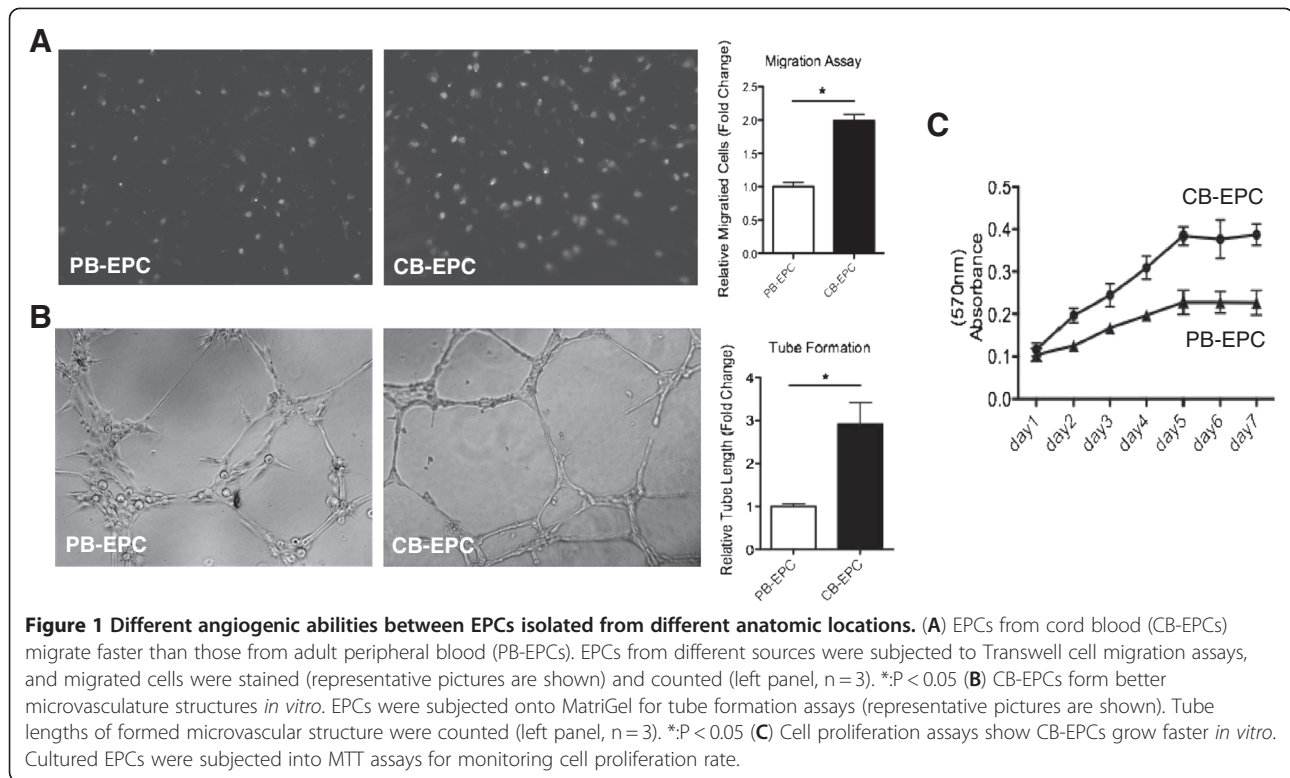 A
PB-EPC
CB-EPC
Migration Assay
Relative Migratied Cells (Fold Change)
2.5
2.0
1.5
1.0
0.5
0.0
*
PB-EPC
CB-EPC
B
PB-EPC
CB-EPC
Tube Formation
Relative Tube Length (Fold Change)
4
3
2
1
0
*
PB-EPC
CB-EPC
C
(570nm)
Absorbance
0.5
0.4
0.3
0.2
0.1
0.0
CB-EPC
PB-EPC
day1
day2
day3
day4
day5
day6
day7
Figure 1 Different angiogenic abilities between EPCs isolated from different anatomic locations. (A) EPCs from cord blood (CB-EPCs)
migrate faster than those from adult peripheral blood (PB-EPCs). EPCs from different sources were subjected to Transwell cell migration assays,
and migrated cells were stained (representative pictures are shown) and counted (left panel, n = 3). *:P < 0.05 (B) CB-EPCs form better
microvasculature structures in vitro. EPCs were subjected onto MatriGel for tube formation assays (representative pictures are shown). Tube
lengths of formed microvascular structure were counted (left panel, n = 3). *:P < 0.05 (C) Cell proliferation assays show CB-EPCs grow faster in vitro.
Cultured EPCs were subjected into MTT assays for monitoring cell proliferation rate.